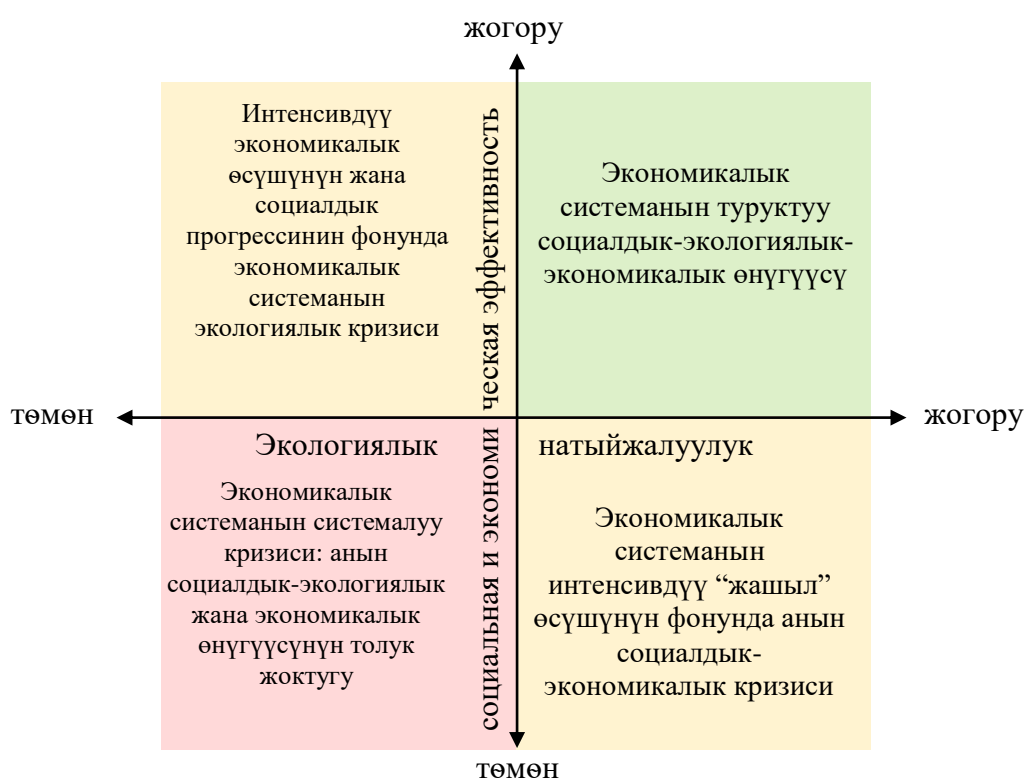 жогору
Интенсивдүү
экономикалык
өсүшүнүн жана
социалдык
прогрессинин фонунда
экономикалык
системанын
экологиялык кризиси
социальная и экономи ческая эффективность
Экономикалык
системанын туруктуу
социалдык-экологиялык-
экономикалык өнүгүүсү
төмөн
жогору
Экологиялык натыйжалуулук
Экономикалык
системанын системалуу
кризиси: анын
социалдык-экологиялык
жана экономикалык
өнүгүүсүнүн толук
жоктугу
Экономикалык
системанын
интенсивдүү “жашыл”
өсүшүнүн фонунда анын
социалдык-
экономикалык кризиси
төмөн